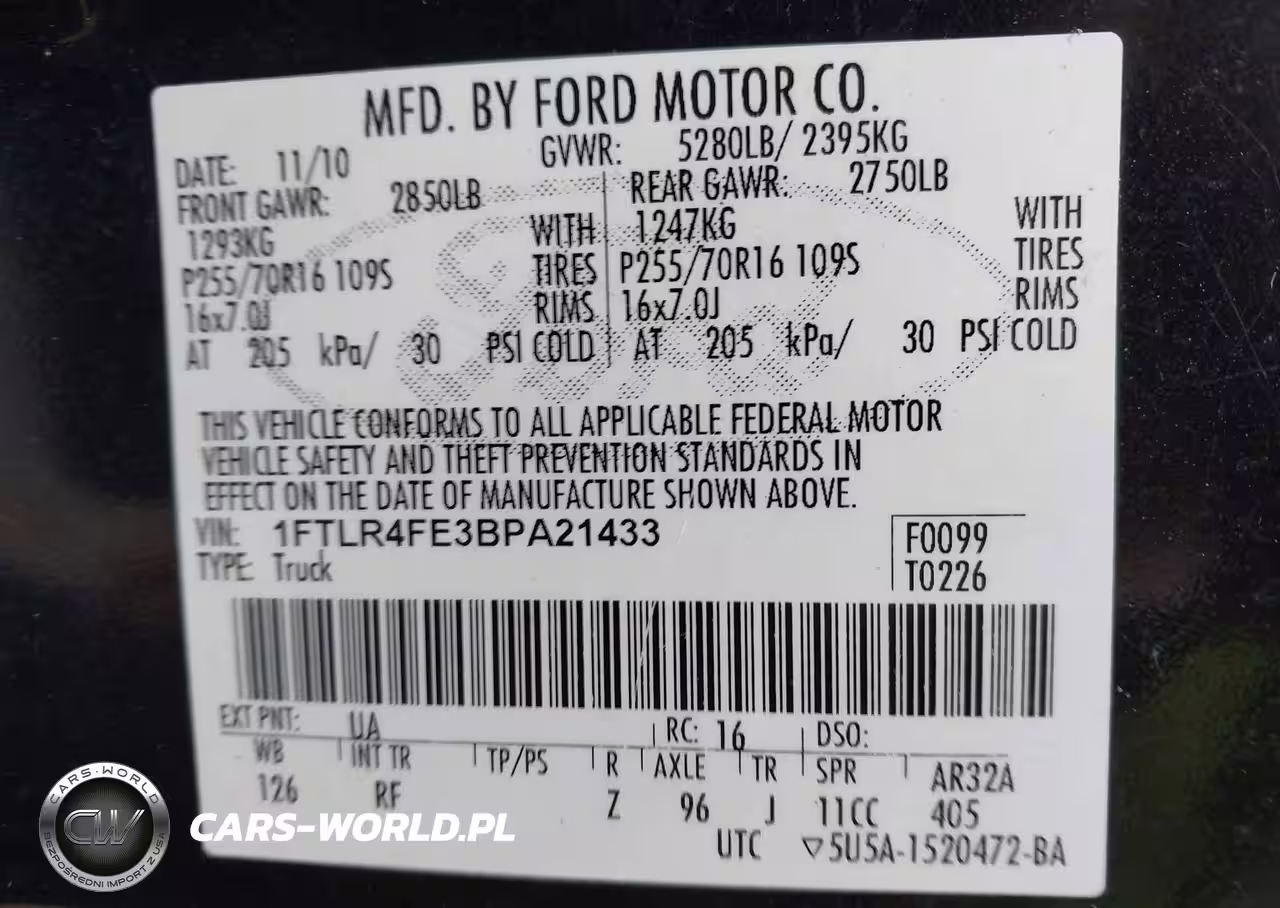 MFD. BY FORD MOTOR CO.
DATE: 11/10 GVWR: 5280LB/ 2395KG
FRONT GAWR: 2850LB REAR GAWR: 2750LB
1293KG WITH 1247KG WITH
P255/70R16 109S TIRES P255/70R16 109S TIRES
16x7.0J RIMS 16x7.0J RIMS
AT 205 kPa/ 30 PSI COLD AT 205 kPa/ 30 PSI COLD
THIS VEHICLE CONFORMS TO ALL APPLICABLE FEDERAL MOTOR
VEHICLE SAFETY AND THEFT PREVENTION STANDARDS IN
EFFECT ON THE DATE OF MANUFACTURE SHOWN ABOVE.
VIN: 1FTLR4FE3BPA21433 F0099
TYPE: Truck T0226
EXT PNT: UA RC: 16 DSO:
WB INT TR TP/PS R AXLE TR SPR AR32A
126 RF Z 96 J 11CC 405
UTC ▽5U5A-1520472-BA
CARS-WORLD
CW
BEZPOŚREDNI IMPORT Z USA
CARS-WORLD.PL